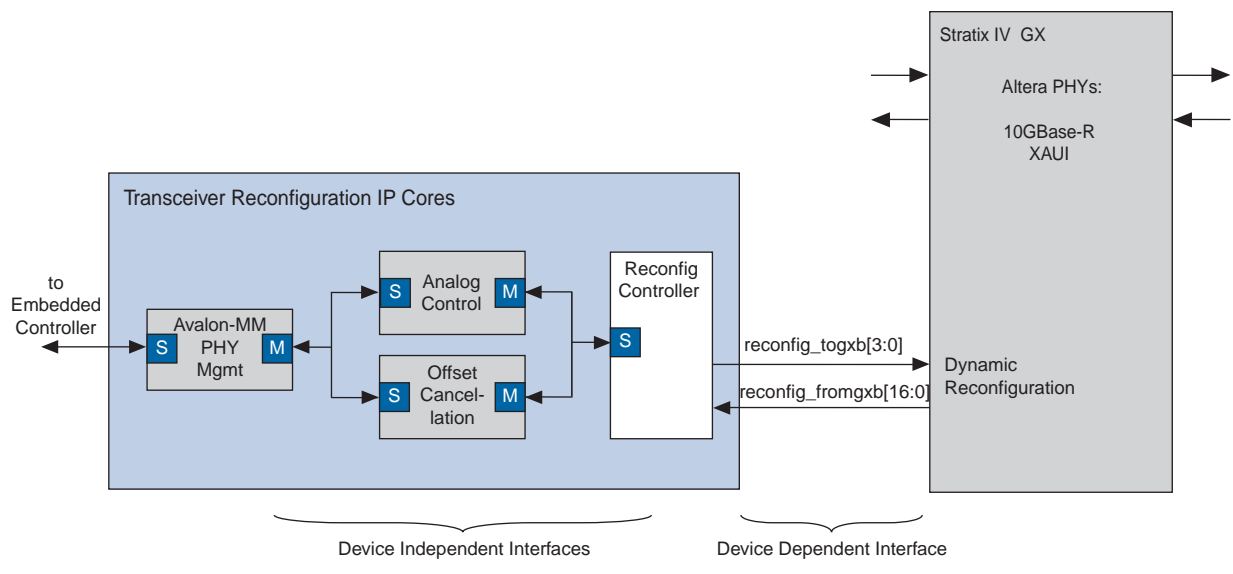 Stratix IV GX
Altera PHYs:
10GBase-R
XAUI
Transceiver Reconfiguration IP Cores
to
Embedded
Controller
S
Avalon-MM
PHY
Mgmt
M
S
Analog
Control
M
S
Offset
Cancel-
lation
M
Reconfig
Controller
S
reconfig_togxb[3:0]
reconfig_fromgxb[16:0]
Dynamic
Reconfiguration
Device Independent Interfaces
Device Dependent Interface